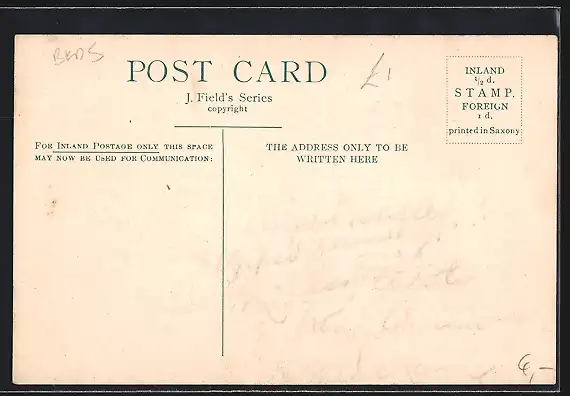 BEDS
POST CARD
£1
J. Field's Series
copyright
INLAND
½ d.
STAMP.
FOREIGN
1 d.
printed in Saxony
FOR INLAND POSTAGE ONLY THIS SPACE
MAY NOW BE USED FOR COMMUNICATION:
THE ADDRESS ONLY TO BE
WRITTEN HERE
6,–